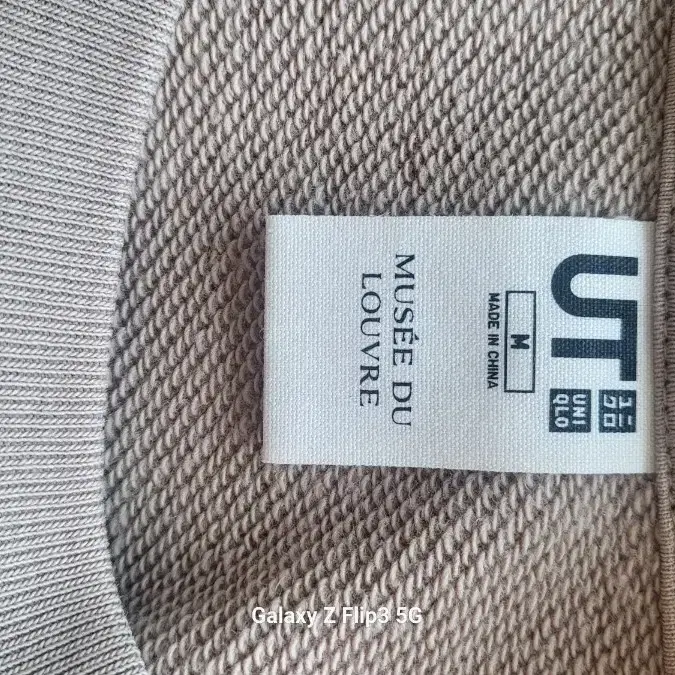 UT
ユニ
クロ
UNI
QLO
M
MADE IN CHINA
MUSÉE DU
LOUVRE
Galaxy Z Flip3 5G